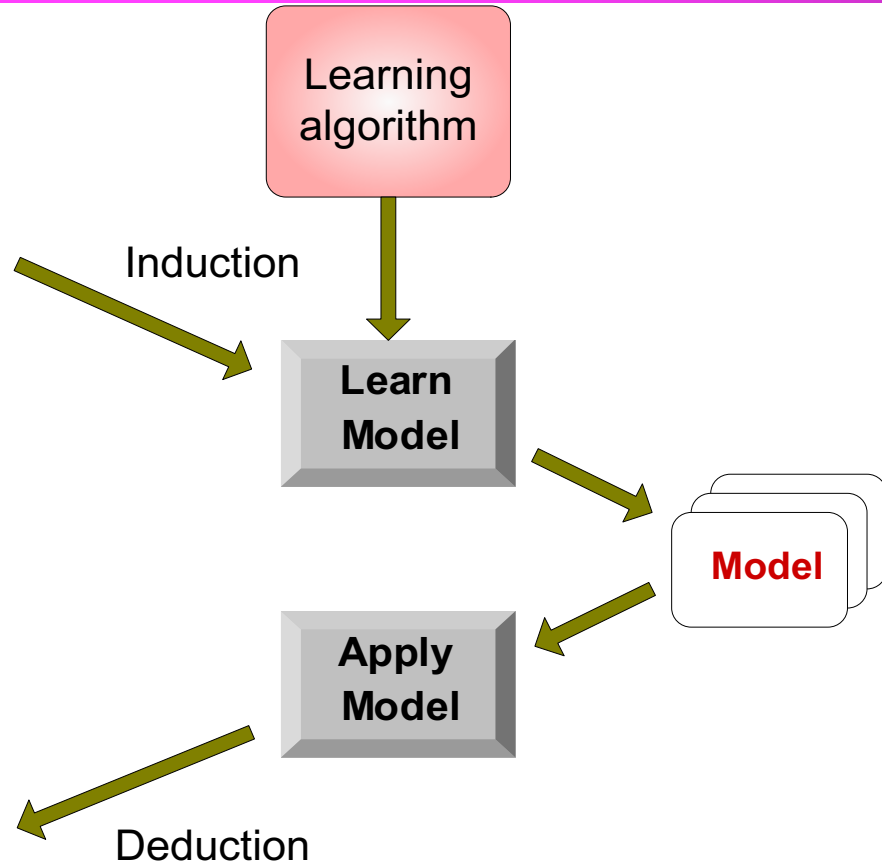 Learning
algorithm
Induction
Learn
Model
Model
Apply
Model
Deduction